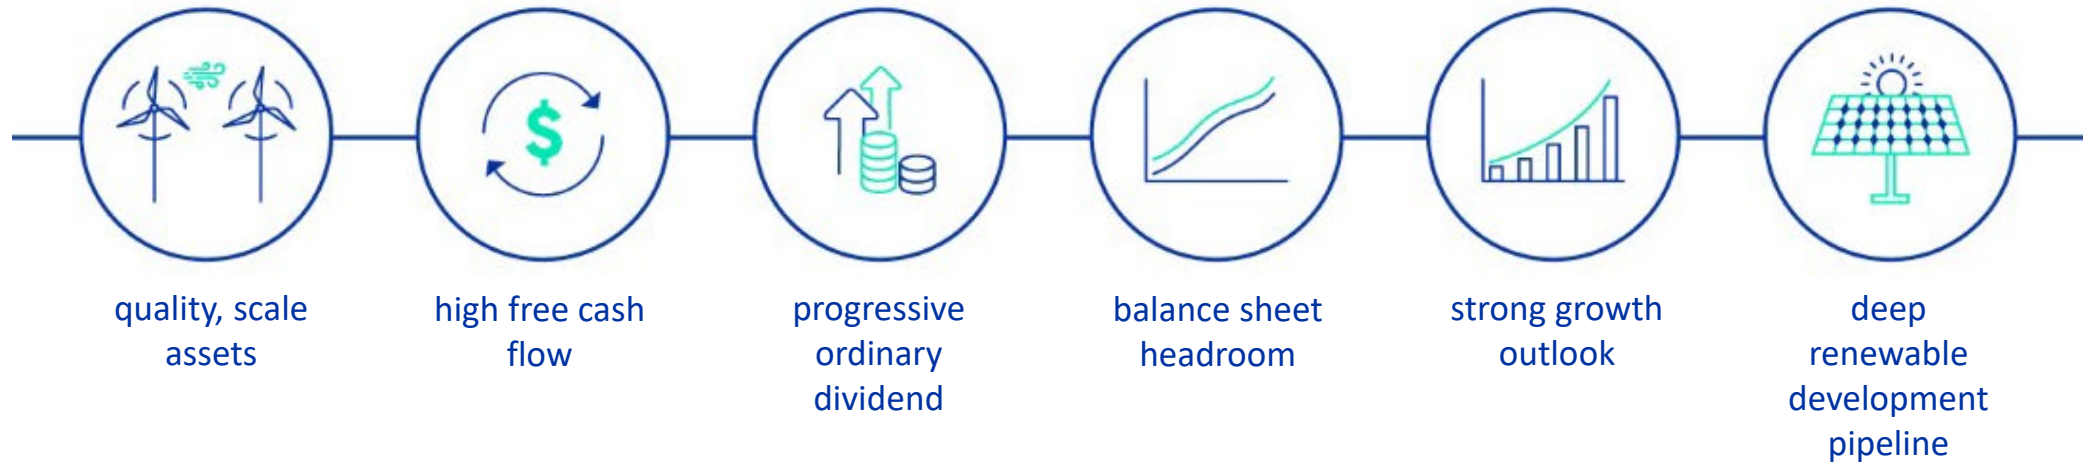 $
quality, scale
assets
high free cash
flow
progressive
ordinary
dividend
balance sheet
headroom
strong growth
outlook
deep
renewable
development
pipeline